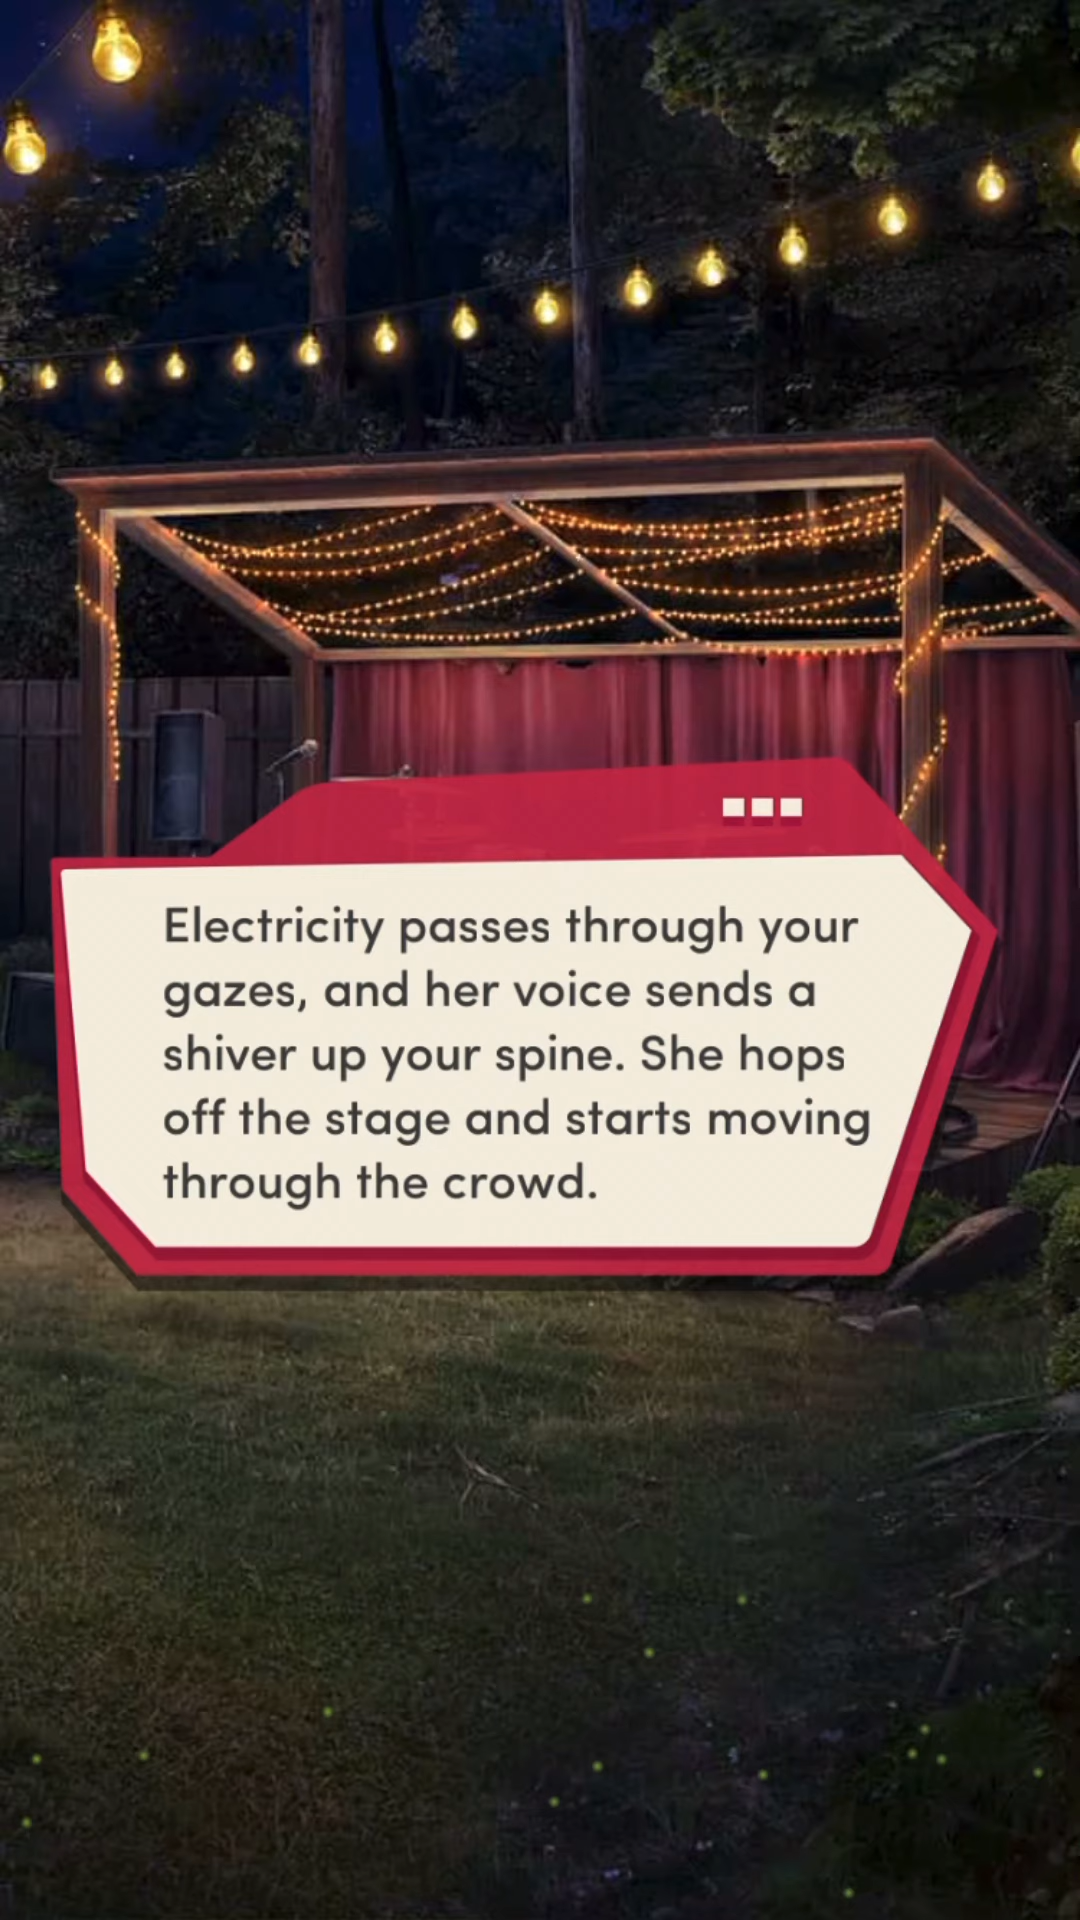 Electricity passes through your
gazes, and her voice sends a
shiver up your spine. She hops
off the stage and starts moving
through the crowd.